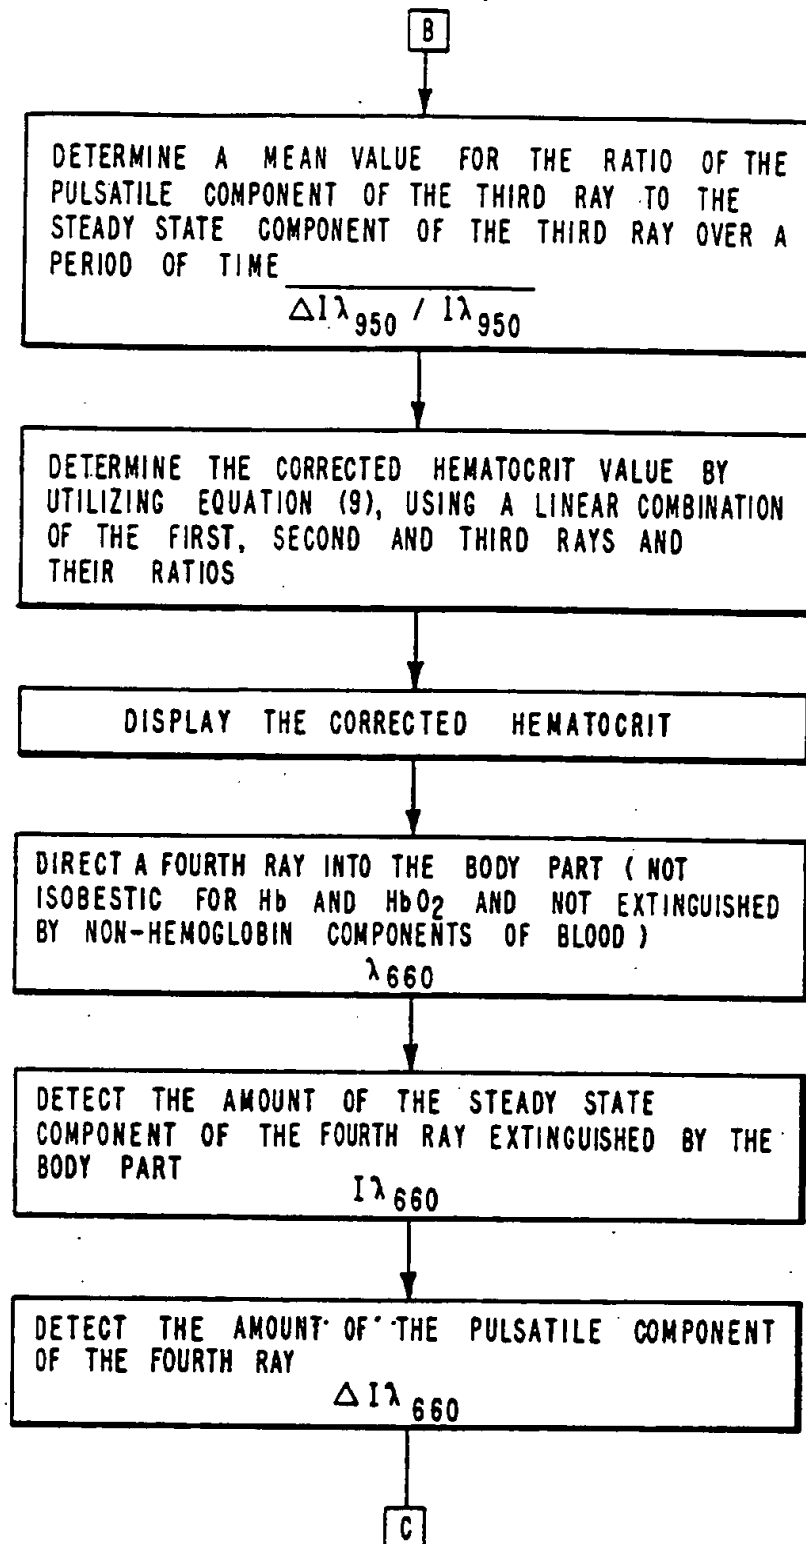 B
DETERMINE A MEAN VALUE FOR THE RATIO OF THE
PULSATILE COMPONENT OF THE THIRD RAY TO THE
STEADY STATE COMPONENT OF THE THIRD RAY OVER A
PERIOD OF TIME
ΔIλ950 / Iλ950
DETERMINE THE CORRECTED HEMATOCRIT VALUE BY
UTILIZING EQUATION (9), USING A LINEAR COMBINATION
OF THE FIRST, SECOND AND THIRD RAYS AND
THEIR RATIOS
DISPLAY THE CORRECTED HEMATOCRIT
DIRECT A FOURTH RAY INTO THE BODY PART (NOT
ISOBESTIC FOR Hb AND HbO2 AND NOT EXTINGUISHED
BY NON-HEMOGLOBIN COMPONENTS OF BLOOD)
λ660
DETECT THE AMOUNT OF THE STEADY STATE
COMPONENT OF THE FOURTH RAY EXTINGUISHED BY THE
BODY PART
Iλ660
DETECT THE AMOUNT OF THE PULSATILE COMPONENT
OF THE FOURTH RAY
ΔIλ660
C